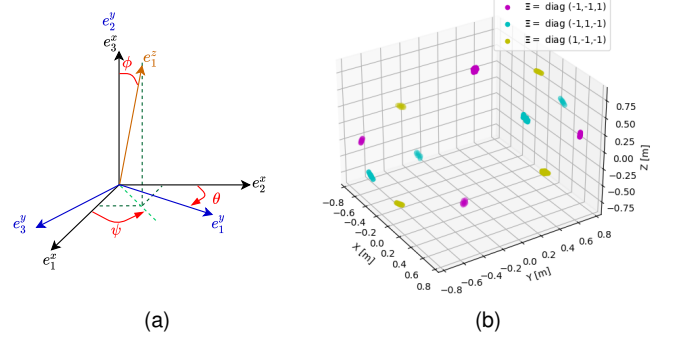 e_2^y
e_3^x
e_1^z
ϕ
e_2^x
θ
e_3^y
e_1^y
ψ
e_1^x
(a)
Ξ = diag (-1,-1,1)
Ξ = diag (-1,1,-1)
Ξ = diag (1,-1,-1)
0.75
0.50
0.25
0.00
−0.25
−0.50
−0.75
Z [m]
−0.8
−0.6
−0.4
−0.2
0.0
0.2
0.4
0.6
0.8
X [m]
−0.8
−0.6
−0.4
−0.2
0.0
0.2
0.4
0.6
0.8
Y [m]
(b)